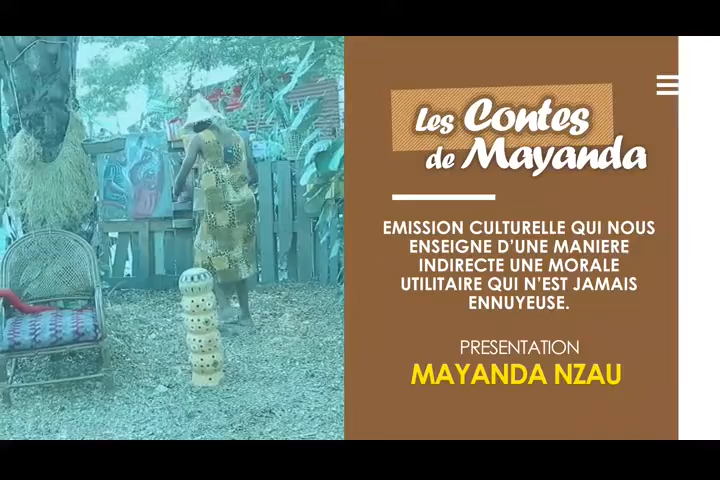 Les Contes
de Mayanda
EMISSION CULTURELLE QUI NOUS
ENSEIGNE D'UNE MANIERE
INDIRECTE UNE MORALE
UTILITAIRE QUI N'EST JAMAIS
ENNUYEUSE.
PRESENTATION
MAYANDA NZAU